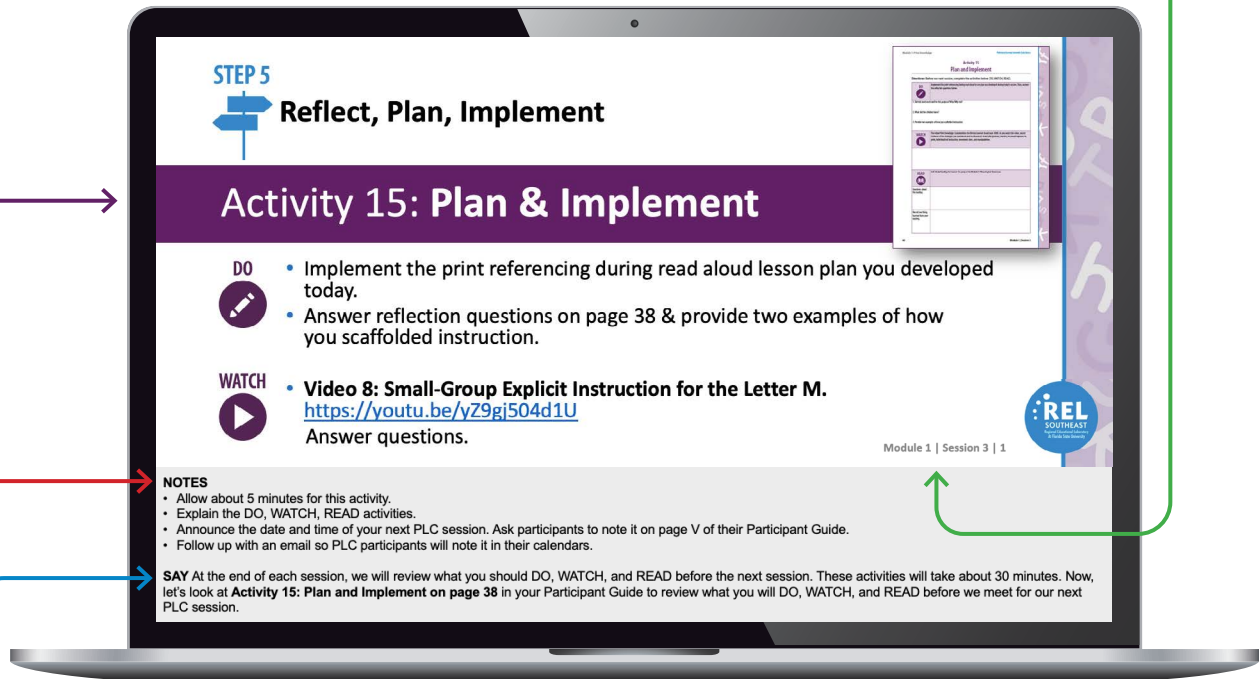 STEP 5
Reflect, Plan, Implement
Activity 15
Plan and Implement
Activity 15: Plan & Implement
DO
• Implement the print referencing during read aloud lesson plan you developed
today.
• Answer reflection questions on page 38 & provide two examples of how
you scaffolded instruction.
WATCH
• Video 8: Small-Group Explicit Instruction for the Letter M.
https://youtu.be/yZ9gj504d1U
Answer questions.
REL
SOUTHEAST
Regional Educational Laboratory
At Florida State University
Module 1 | Session 3 | 1
NOTES
• Allow about 5 minutes for this activity.
• Explain the DO, WATCH, READ activities.
• Announce the date and time of your next PLC session. Ask participants to note it on page V of their Participant Guide.
• Follow up with an email so PLC participants will note it in their calendars.
SAY At the end of each session, we will review what you should DO, WATCH, and READ before the next session. These activities will take about 30 minutes. Now,
let's look at Activity 15: Plan and Implement on page 38 in your Participant Guide to review what you will DO, WATCH, and READ before we meet for our next
PLC session.